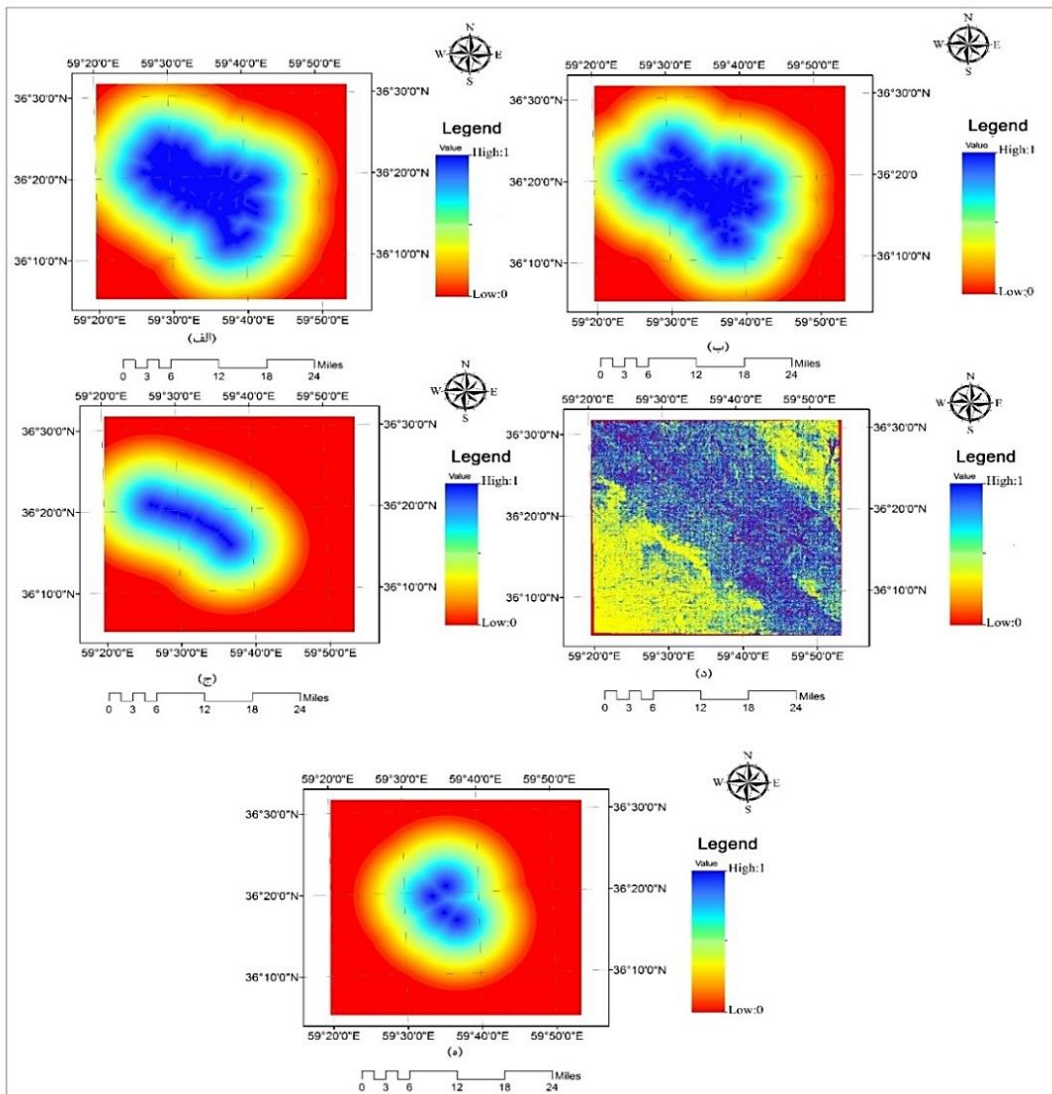 N
W E
S
59°20'0"E 59°30'0"E 59°40'0"E 59°50'0"E
36°30'0"N 36°30'0"N
36°20'0"N 36°20'0"N
36°10'0"N 36°10'0"N
59°20'0"E 59°30'0"E 59°40'0"E 59°50'0"E
Legend
Value
High:1
Low:0
(الف)
Miles
0 3 6 12 18 24
N
W E
S
59°20'0"E 59°30'0"E 59°40'0"E 59°50'0"E
36°30'0"N 36°30'0"N
36°20'0"N 36°20'0
36°10'0"N 36°10'0"N
59°20'0"E 59°30'0"E 59°40'0"E 59°50'0"E
Legend
Value
High:1
Low:0
(ب)
Miles
0 3 6 12 18 24
N
W E
S
59°20'0"E 59°30'0"E 59°40'0"E 59°50'0"E
36°30'0"N 36°30'0"N
36°20'0"N 36°20'0"N
36°10'0"N 36°10'0"N
59°20'0"E 59°30'0"E 59°40'0"E 59°50'0"E
Legend
Value
High:1
Low:0
(ج)
Miles
0 3 6 12 18 24
N
W E
S
59°20'0"E 59°30'0"E 59°40'0"E 59°50'0"E
36°30'0"N 36°30'0"N
36°20'0"N 36°20'0"N
36°10'0"N 36°10'0"N
59°20'0"E 59°30'0"E 59°40'0"E 59°50'0"E
Legend
Value
High:1
Low:0
(د)
Miles
0 3 6 12 18 24
N
W E
S
59°20'0"E 59°30'0"E 59°40'0"E 59°50'0"E
36°30'0"N 36°30'0"N
36°20'0"N 36°20'0"N
36°10'0"N 36°10'0"N
59°20'0"E 59°30'0"E 59°40'0"E 59°50'0"E
Legend
Value
High:1
Low:0
(ه)
Miles
0 3 6 12 18 24